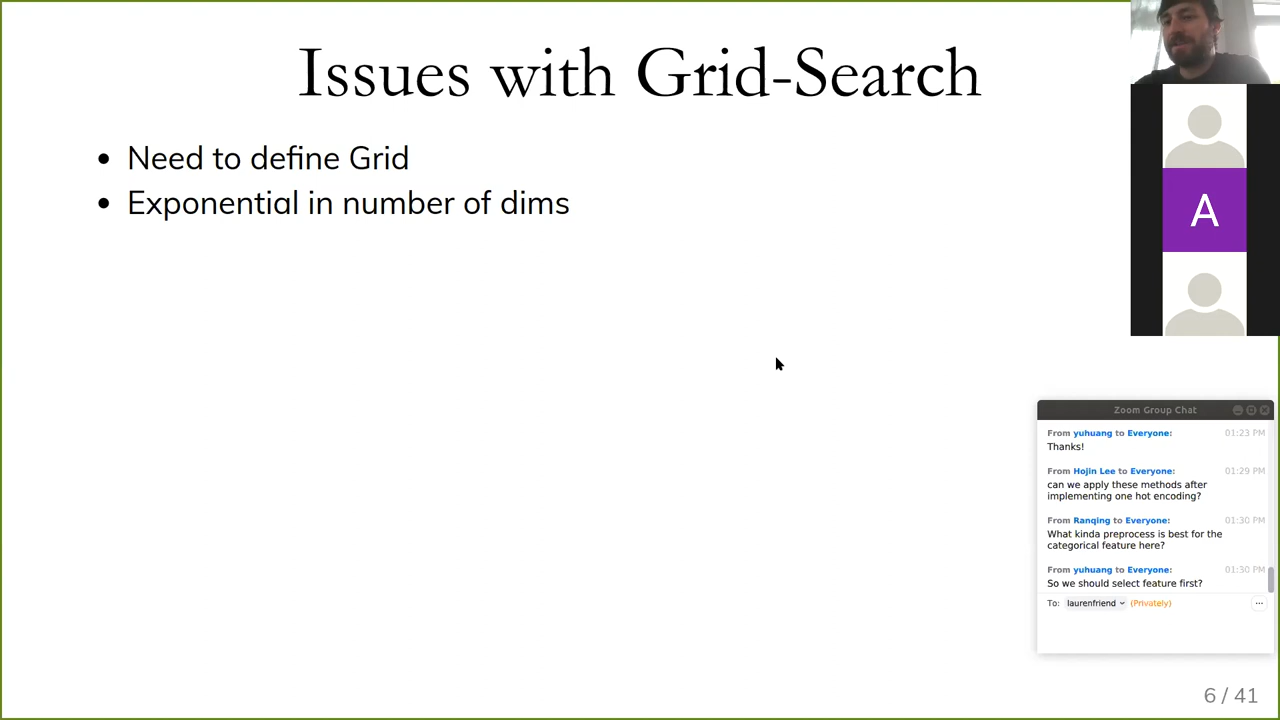 Issues with Grid-Search
• Need to define Grid
• Exponential in number of dims
A
Zoom Group Chat
From yuhuang to Everyone: 01:23 PM
Thanks!
From Hojin Lee to Everyone: 01:29 PM
can we apply these methods after
implementing one hot encoding?
From Ranqing to Everyone: 01:30 PM
What kinda preprocess is best for the
categorical feature here?
From yuhuang to Everyone: 01:30 PM
So we should select feature first?
To: laurenfriend (Privately) ...
6 / 41